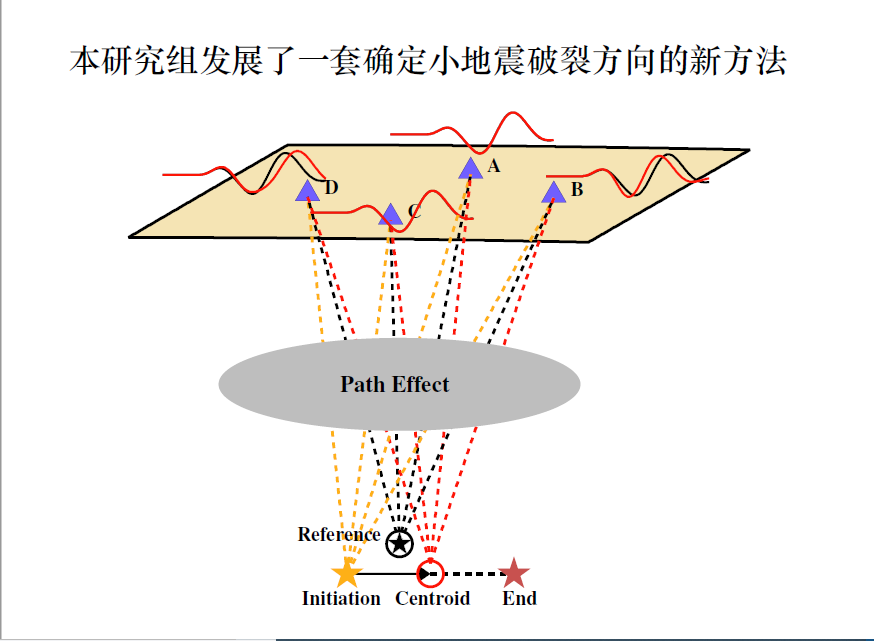 本研究组发展了一套确定小地震破裂方向的新方法
A
D
B
C
Path Effect
Reference
Initiation Centroid End